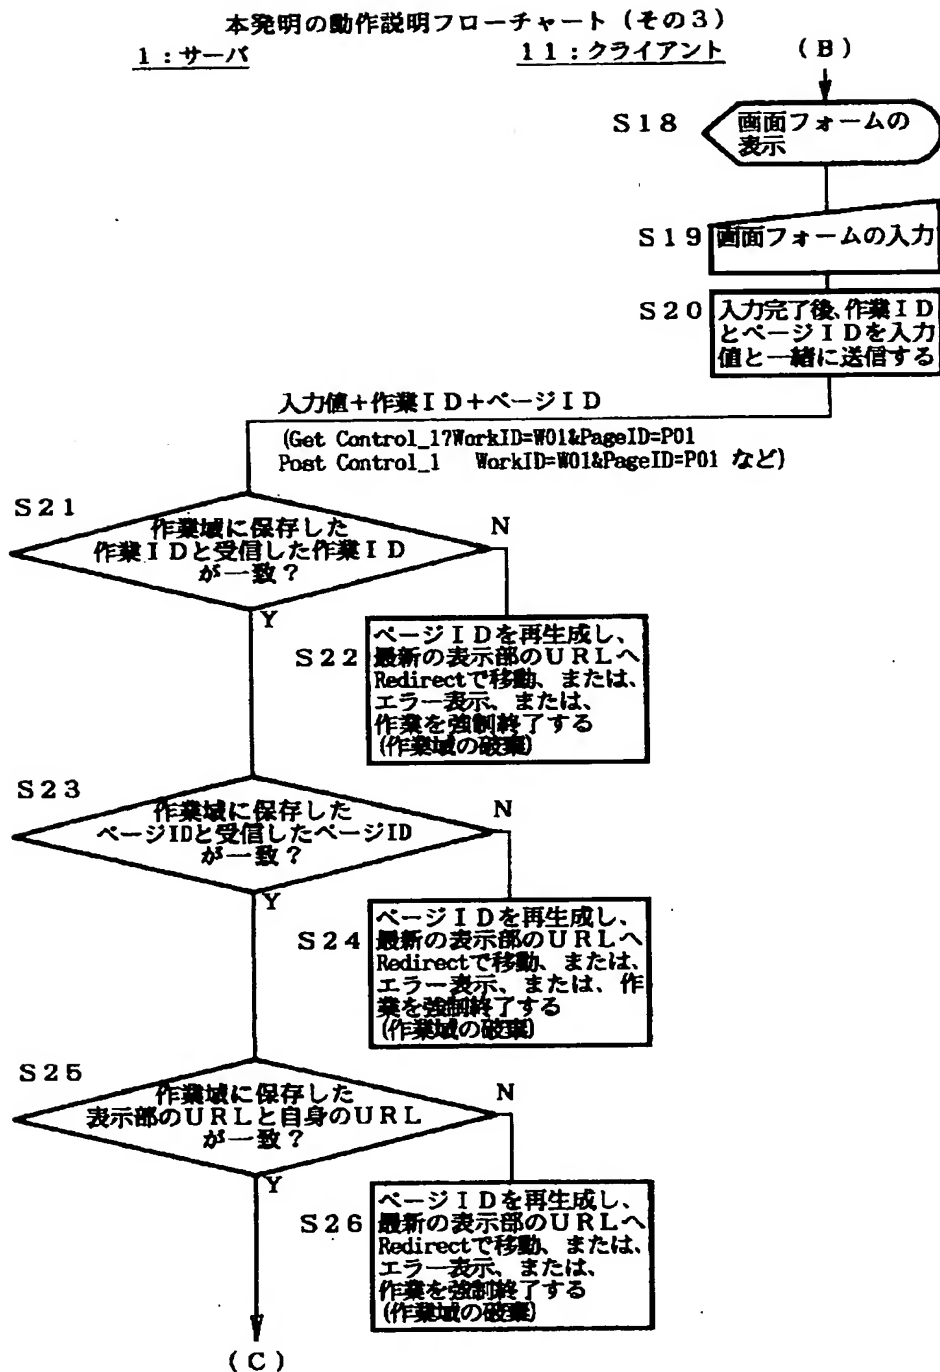 本発明の動作説明フローチャート(その3)
1:サーバ
11:クライアント
(B)
S18
画面フォームの
表示
S19
画面フォームの入力
S20
入力完了後、作業ID
とページIDを入力
値と一緒に送信する
入力値+作業ID+ページID
(Get Control_1?WorkID=W01&PageID=P01
Post Control_1 WorkID=W01&PageID=P01 など)
S21
作業域に保存した
作業IDと受信した作業ID
が一致?
N
Y
S22
ページIDを再生成し、
最新の表示部のURLへ
Redirectで移動、または、
エラー表示、または、
作業を強制終了する
(作業域の破棄)
S23
作業域に保存した
ページIDと受信したページID
が一致?
N
Y
S24
ページIDを再生成し、
最新の表示部のURLへ
Redirectで移動、または、
エラー表示、または、作
業を強制終了する
(作業域の破棄)
S25
作業域に保存した
表示部のURLと自身のURL
が一致?
N
Y
S26
ページIDを再生成し、
最新の表示部のURLへ
Redirectで移動、または、
エラー表示、または、
作業を強制終了する
(作業域の破棄)
(C)